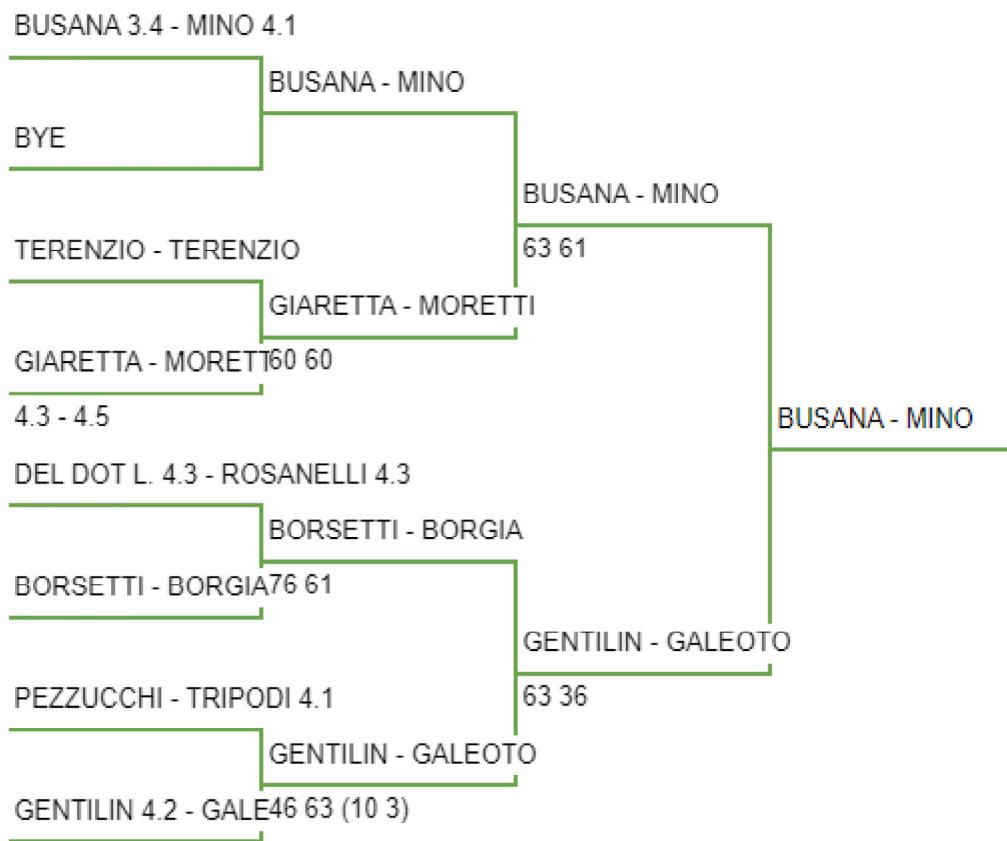 BUSANA 3.4 - MINO 4.1
BUSANA - MINO
BYE
BUSANA - MINO
63 61
TERENZIO - TERENZIO
GIARETTA - MORETTI
GIARETTA - MORETT
60 60
4.3 - 4.5
BUSANA - MINO
DEL DOT L. 4.3 - ROSANELLI 4.3
BORSETTI - BORGIA
BORSETTI - BORGIA
76 61
GENTILIN - GALEOTO
63 36
PEZZUCCHI - TRIPODI 4.1
GENTILIN - GALEOTO
GENTILIN 4.2 - GALE
46 63 (10 3)